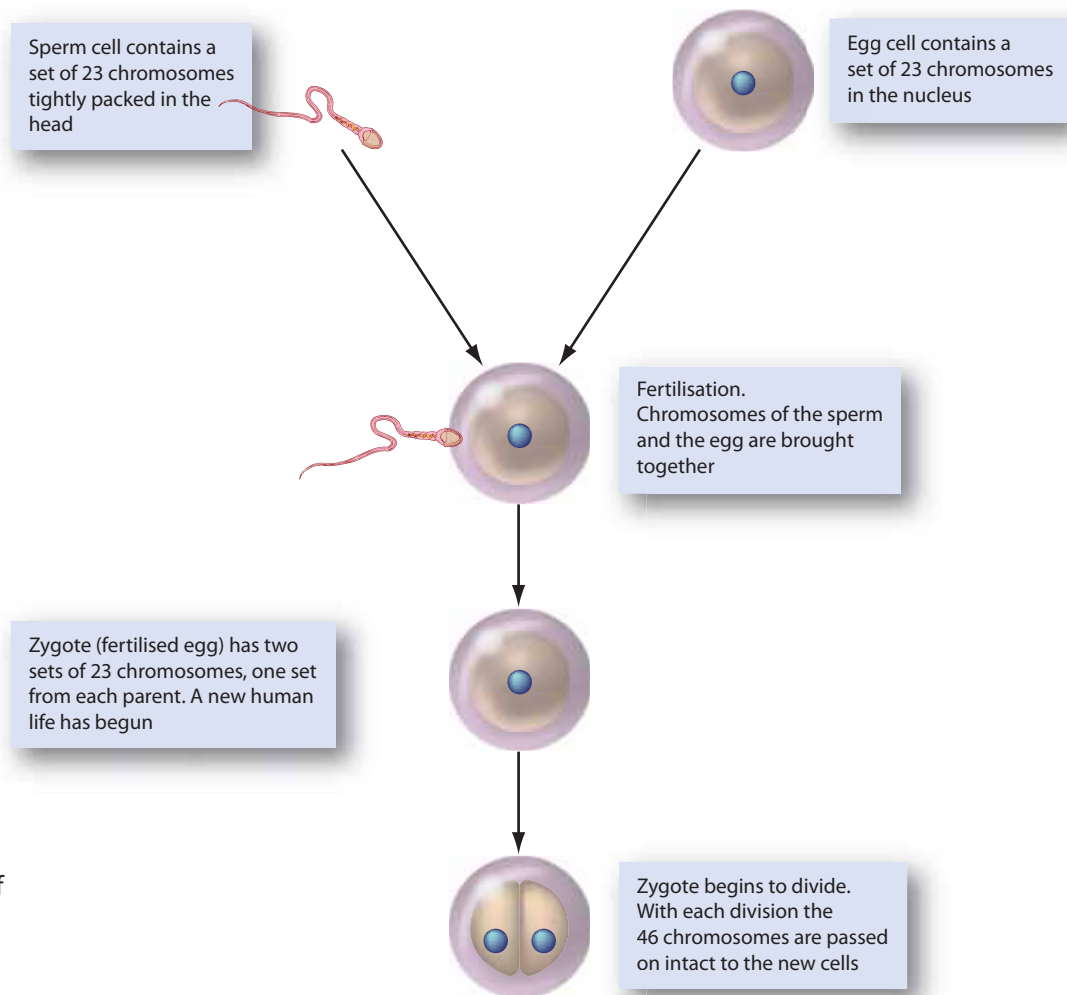 Sperm cell contains a
set of 23 chromosomes
tightly packed in the
head
Egg cell contains a
set of 23 chromosomes
in the nucleus
Fertilisation.
Chromosomes of the sperm
and the egg are brought
together
Zygote (fertilised egg) has two
sets of 23 chromosomes, one set
from each parent. A new human
life has begun
f
Zygote begins to divide.
With each division the
46 chromosomes are passed
on intact to the new cells